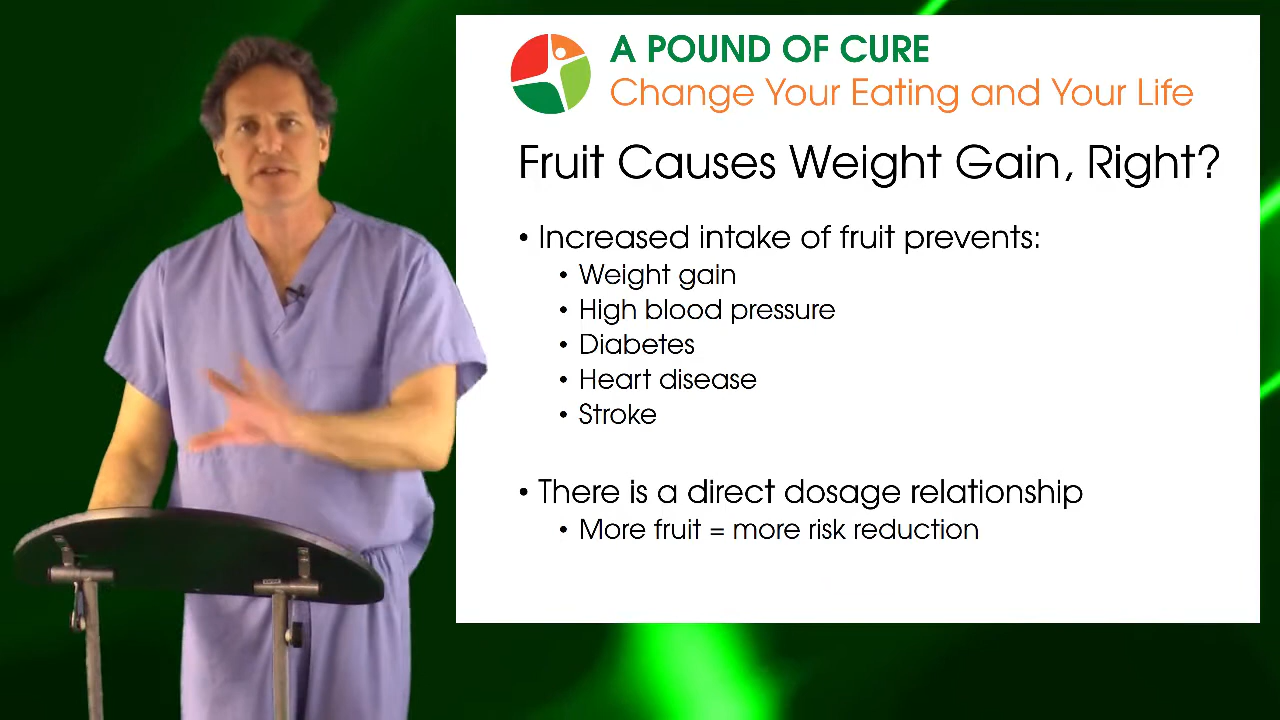 A POUND OF CURE
Change Your Eating and Your Life
Fruit Causes Weight Gain, Right?
• Increased intake of fruit prevents:
• Weight gain
• High blood pressure
• Diabetes
• Heart disease
• Stroke
• There is a direct dosage relationship
• More fruit = more risk reduction